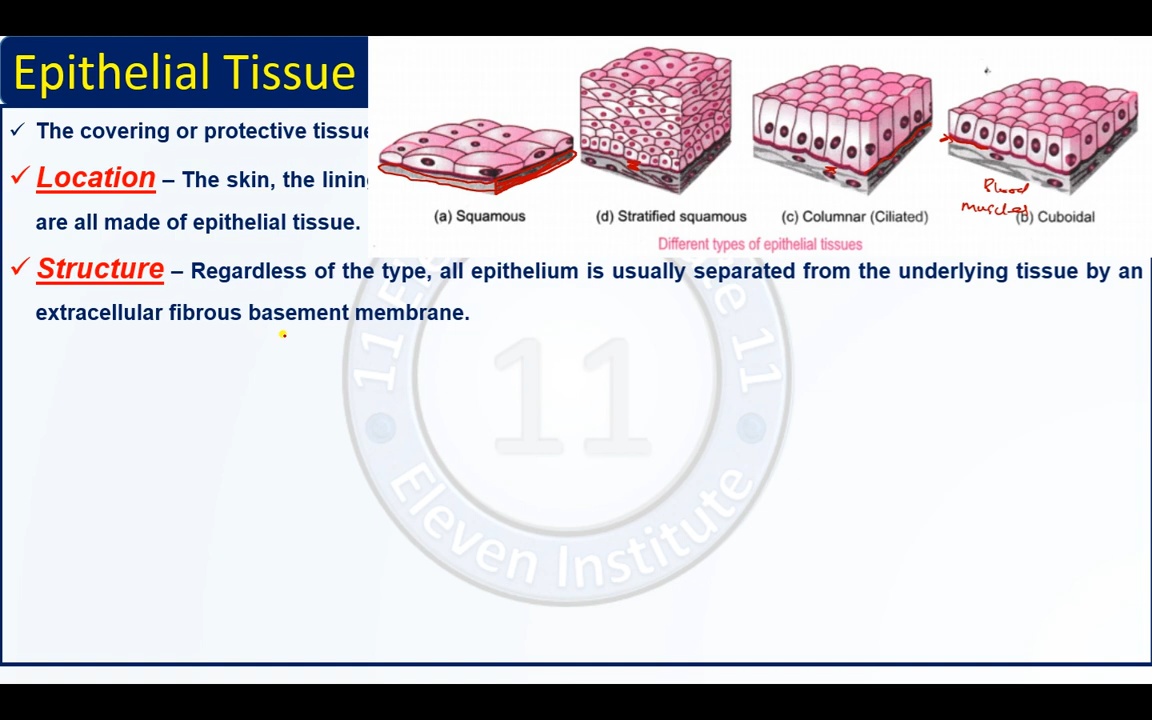 Epithelial Tissue
✓ The covering or protective tissue
✓ Location – The skin, the lining
are all made of epithelial tissue.
(a) Squamous
(d) Stratified squamous
(c) Columnar (Ciliated)
Blood
muscles
(b) Cuboidal
Different types of epithelial tissues
✓ Structure – Regardless of the type, all epithelium is usually separated from the underlying tissue by an
extracellular fibrous basement membrane.
11
Eleven Institute